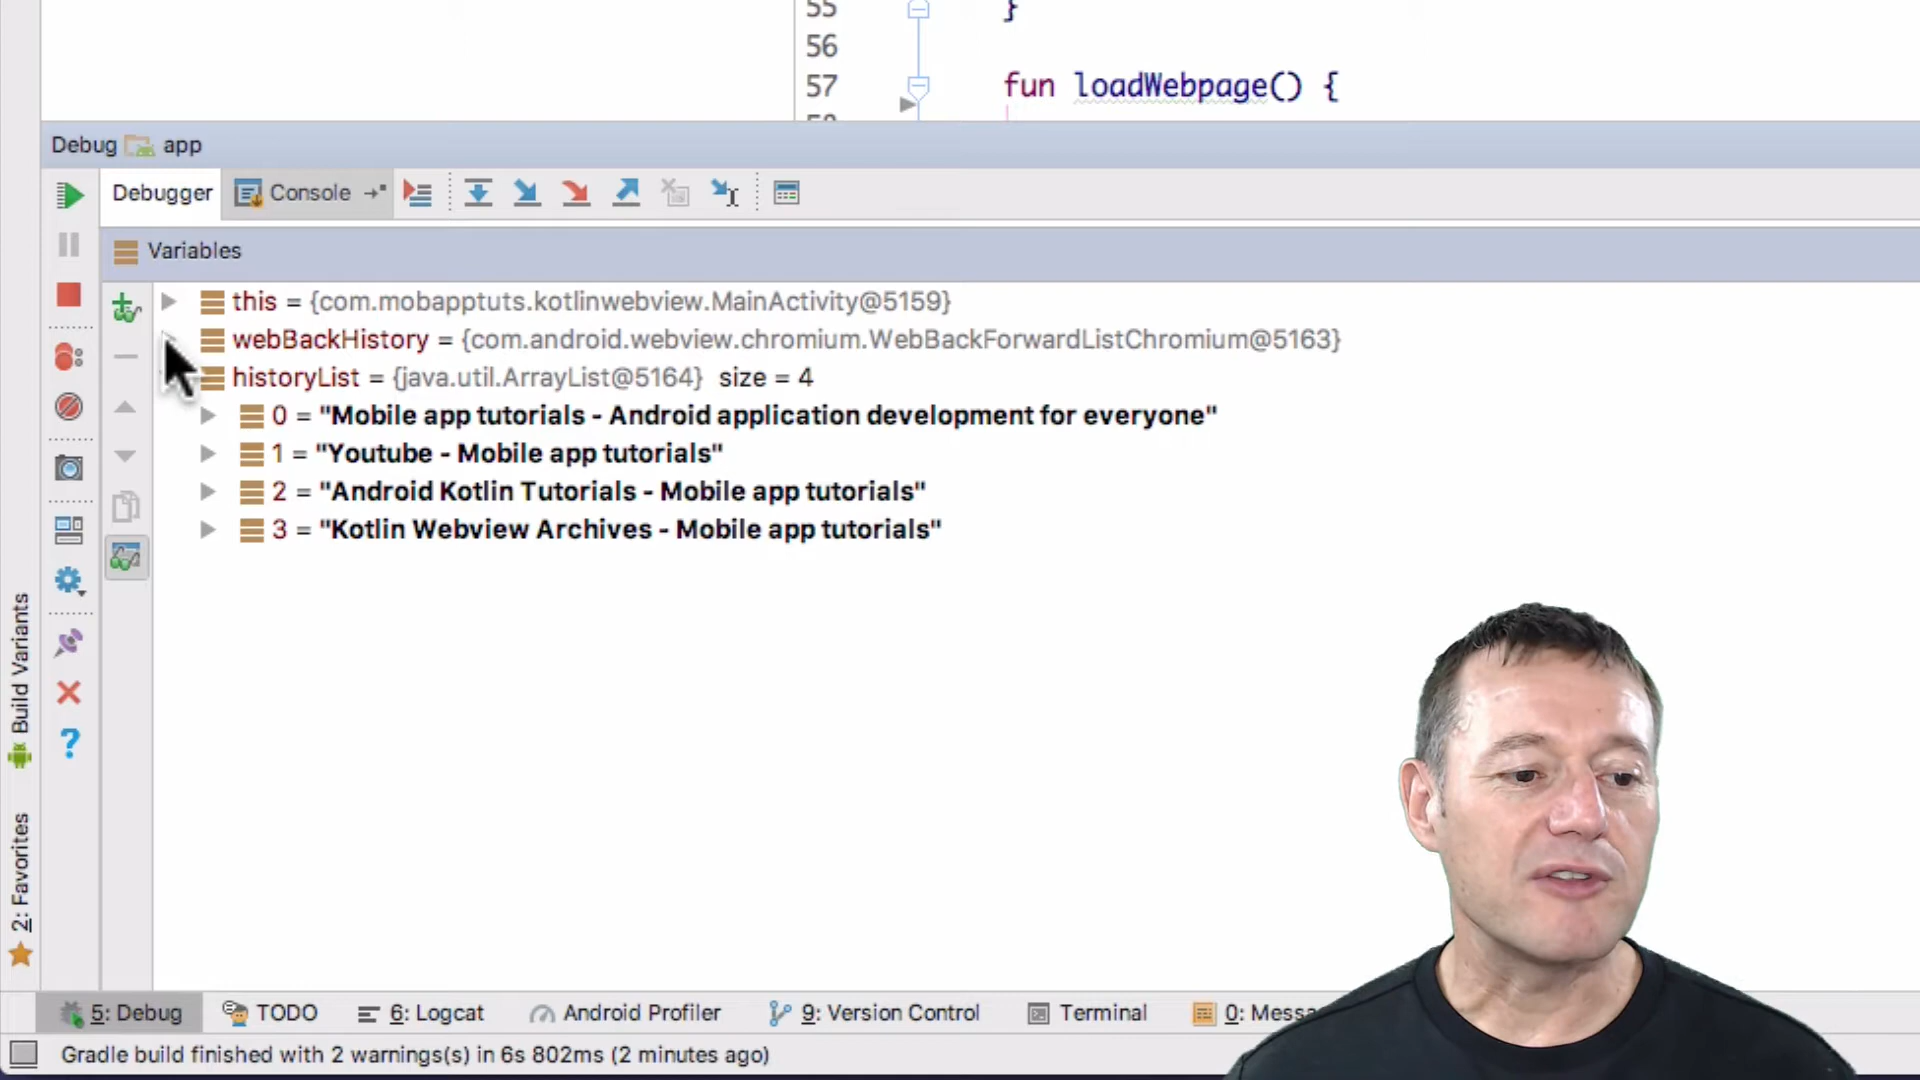 55 }
56
57 fun loadWebpage() {
58
Debug app
Debugger Console
Variables
this = {com.mobapptuts.kotlinwebview.MainActivity@5159}
webBackHistory = {com.android.webview.chromium.WebBackForwardListChromium@5163}
historyList = {java.util.ArrayList@5164} size = 4
0 = "Mobile app tutorials - Android application development for everyone"
1 = "Youtube - Mobile app tutorials"
2 = "Android Kotlin Tutorials - Mobile app tutorials"
3 = "Kotlin Webview Archives - Mobile app tutorials"
Build Variants
2: Favorites
5: Debug TODO 6: Logcat Android Profiler 9: Version Control Terminal 0: Messa
Gradle build finished with 2 warnings(s) in 6s 802ms (2 minutes ago)